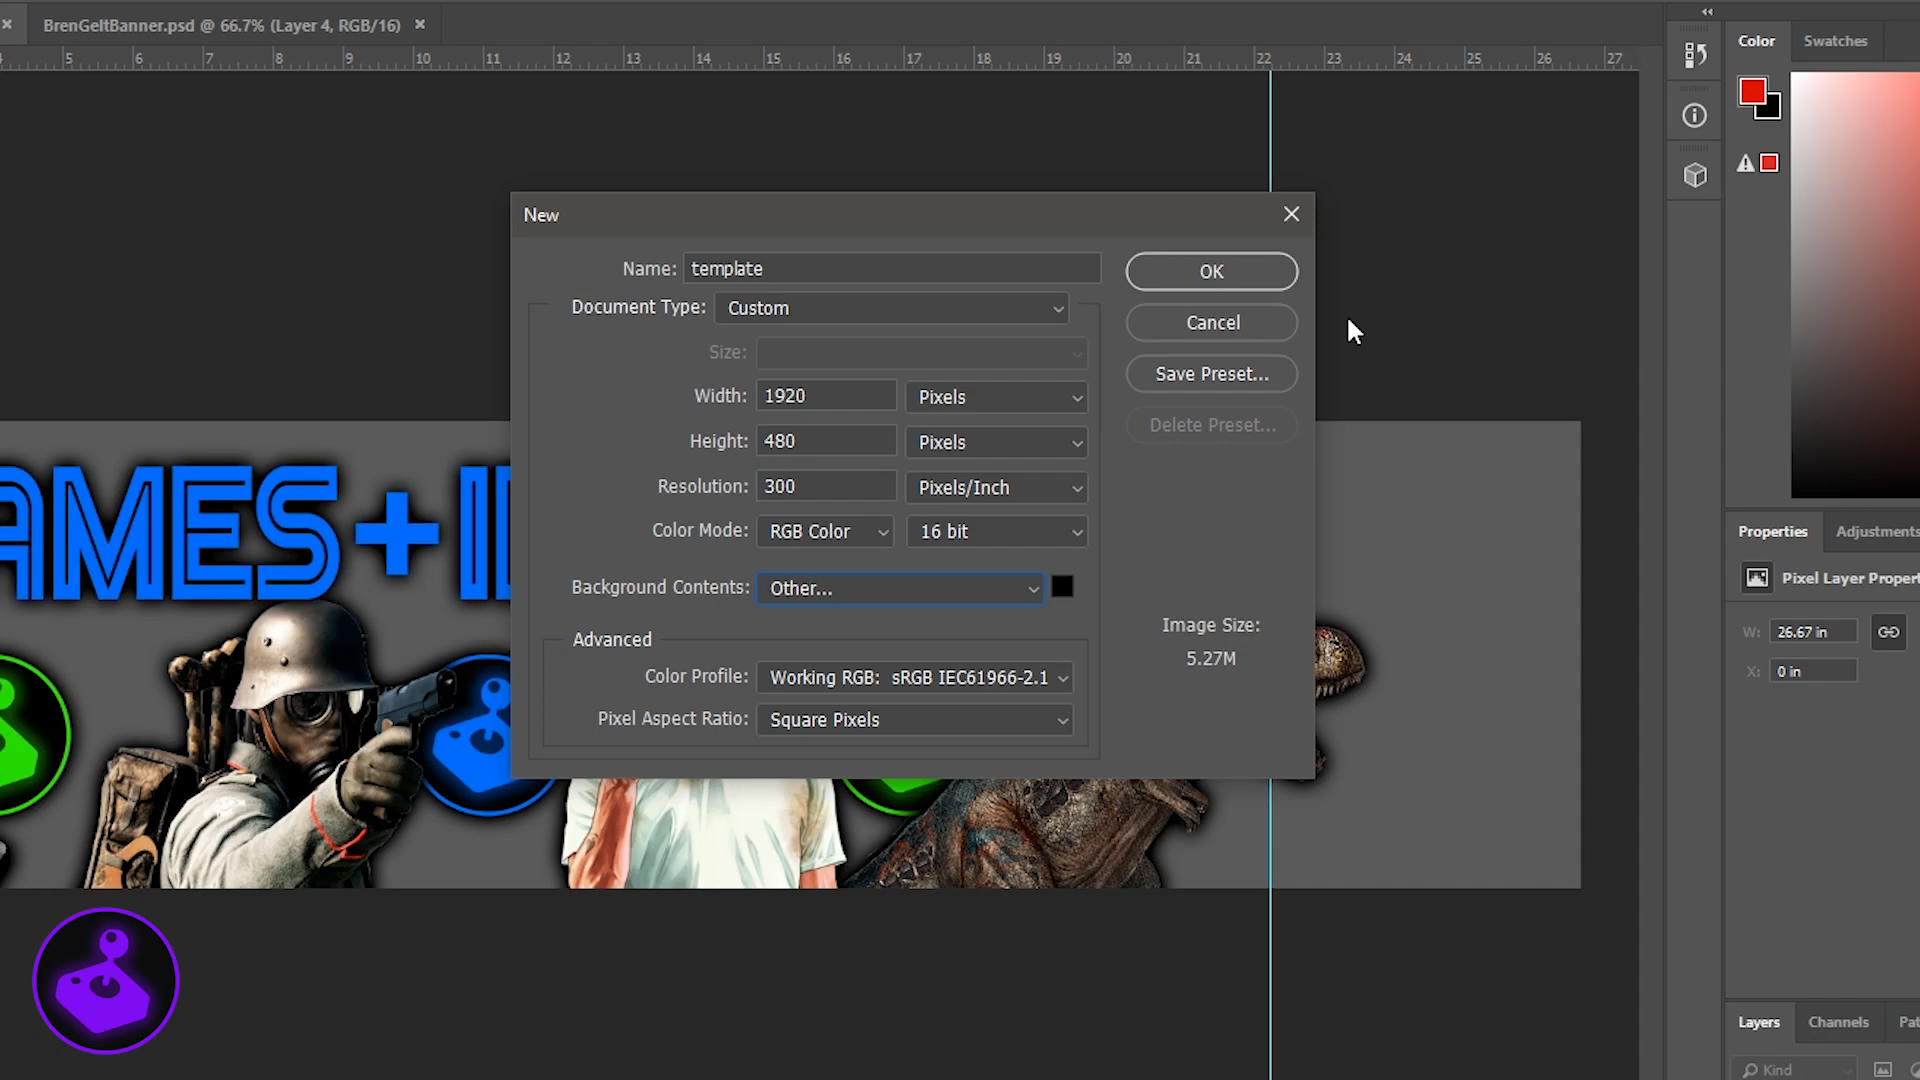 BrenGeItBanner.psd @ 66.7% (Layer 4, RGB/16)
5 6 7 8 9 10 11 12 13 14 15 16 17 18 19 20 21 22 23 24 25 26 27
Color Swatches
New
Name: template
OK
Document Type: Custom
Cancel
Size:
Save Preset...
Width: 1920 Pixels
Delete Preset...
Height: 480 Pixels
Resolution: 300 Pixels/Inch
Color Mode: RGB Color 16 bit
Background Contents: Other...
Image Size:
5.27M
Advanced
Color Profile: Working RGB: sRGB IEC61966-2.1
Pixel Aspect Ratio: Square Pixels
AMES+I
Properties Adjustments
Pixel Layer Propert
W: 26.67 in
X: 0 in
Layers Channels Pat
Kind